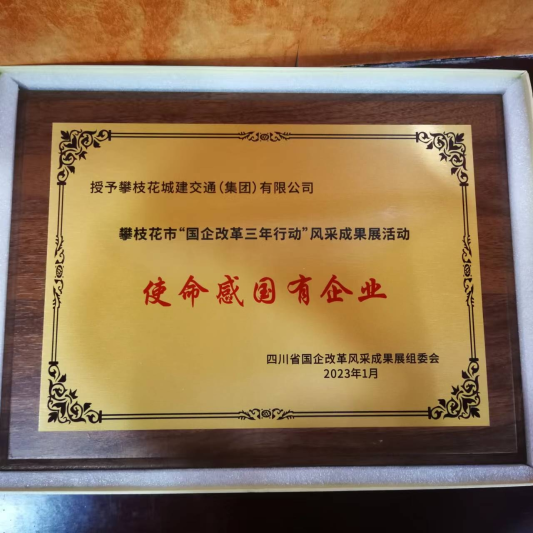 授予攀枝花城建交通(集团)有限公司
攀枝花市“国企改革三年行动”风采成果展活动
使命感国有企业
四川省国企改革风采成果展组委会
2023年1月